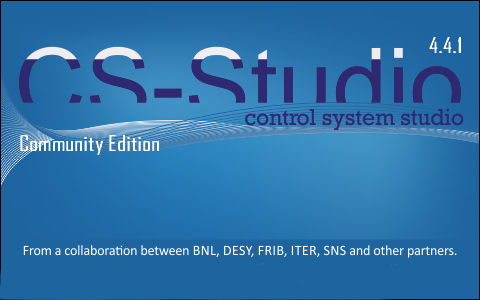 4.4.1
CS-Studio
control system studio
Community Edition
From a collaboration between BNL, DESY, FRIB, ITER, SNS and other partners.